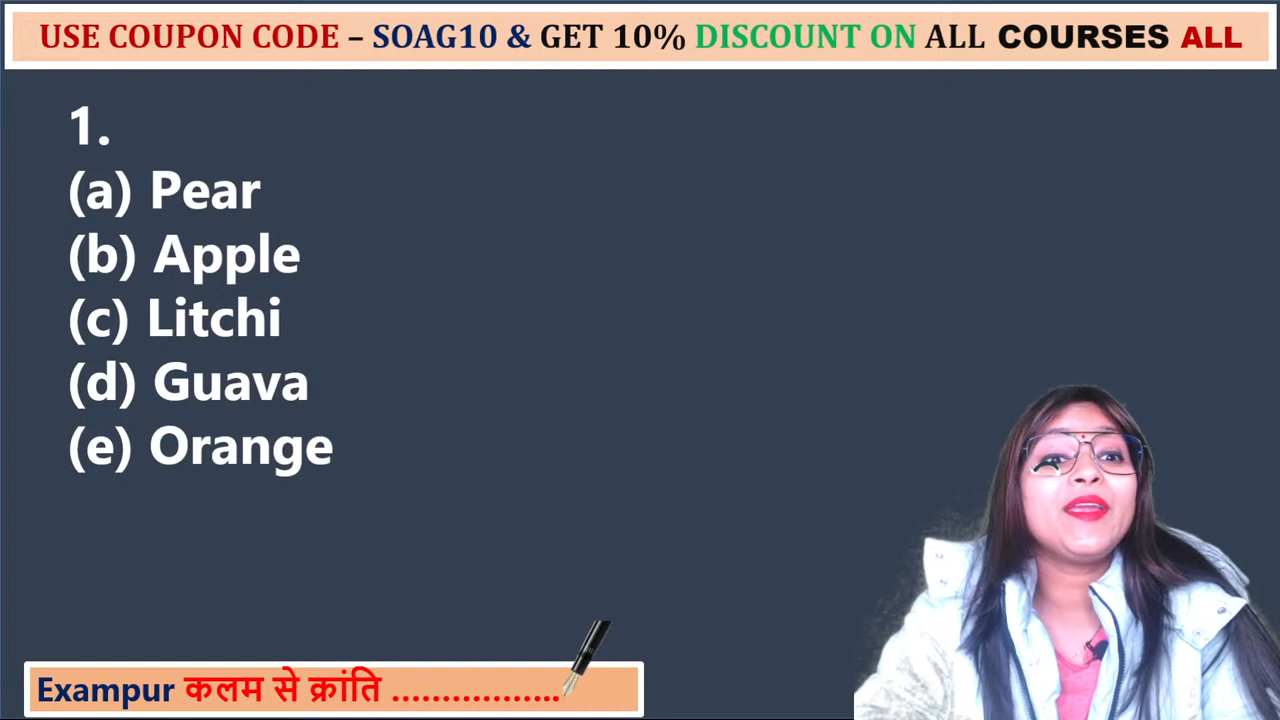 USE COUPON CODE – SOAG10 & GET 10% DISCOUNT ON ALL COURSES ALL
1.
(a) Pear
(b) Apple
(c) Litchi
(d) Guava
(e) Orange
Exampur कलम से क्रांति .................